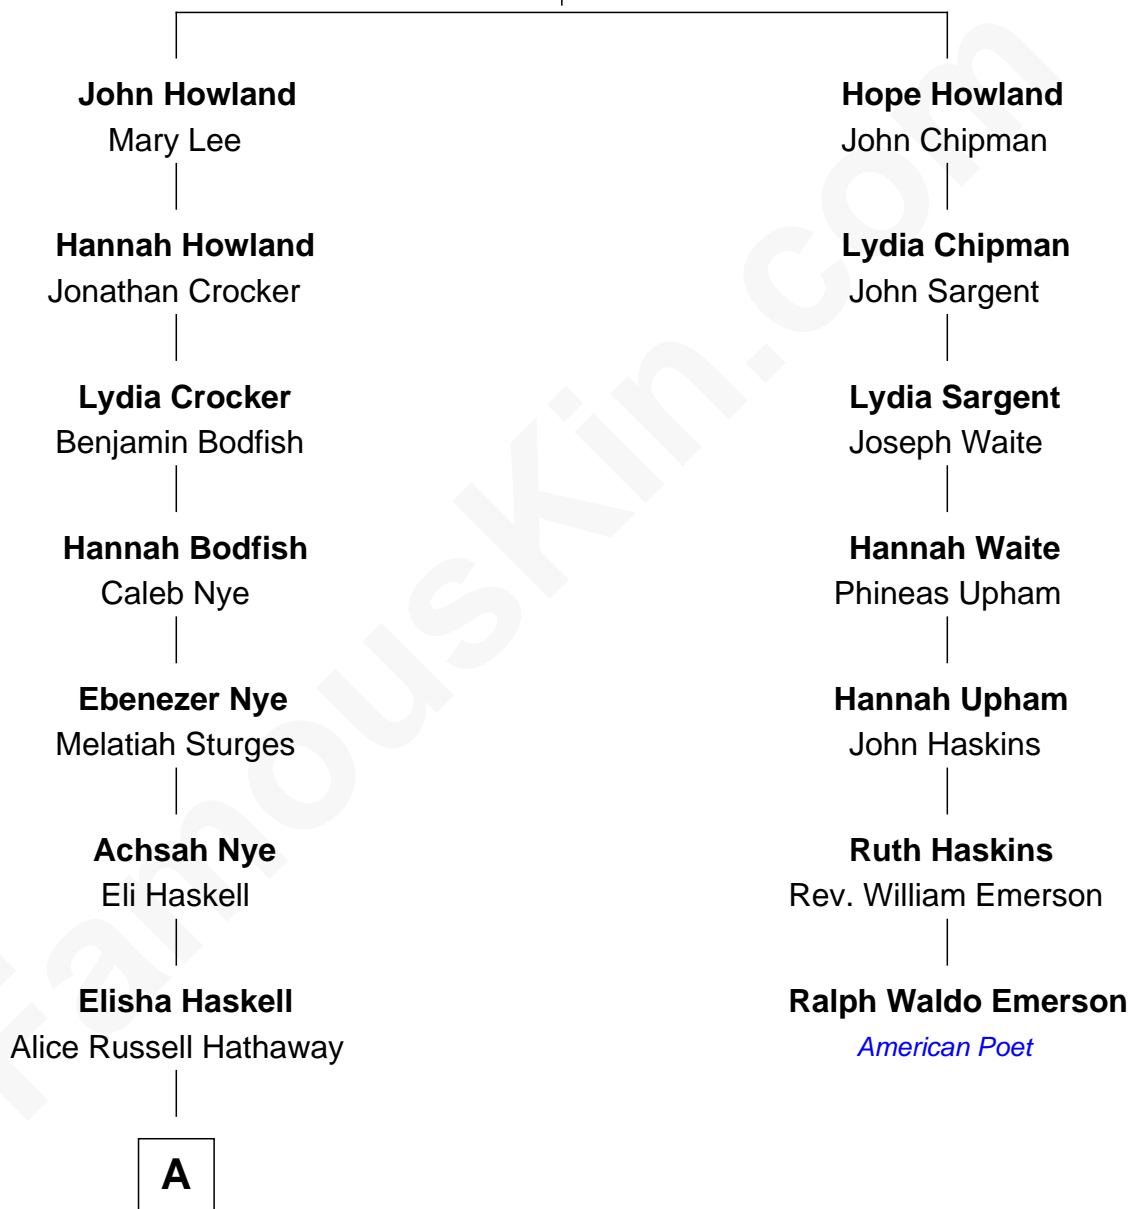 John Howland
Mary Lee
Hope Howland
John Chipman
Hannah Howland
Jonathan Crocker
Lydia Chipman
John Sargent
Lydia Crocker
Benjamin Bodfish
Lydia Sargent
Joseph Waite
Hannah Bodfish
Caleb Nye
Hannah Waite
Phineas Upham
Ebenezer Nye
Melatiah Sturges
Hannah Upham
John Haskins
Achsah Nye
Eli Haskell
Ruth Haskins
Rev. William Emerson
Elisha Haskell
Alice Russell Hathaway
Ralph Waldo Emerson
American Poet
A
FamousKin.com